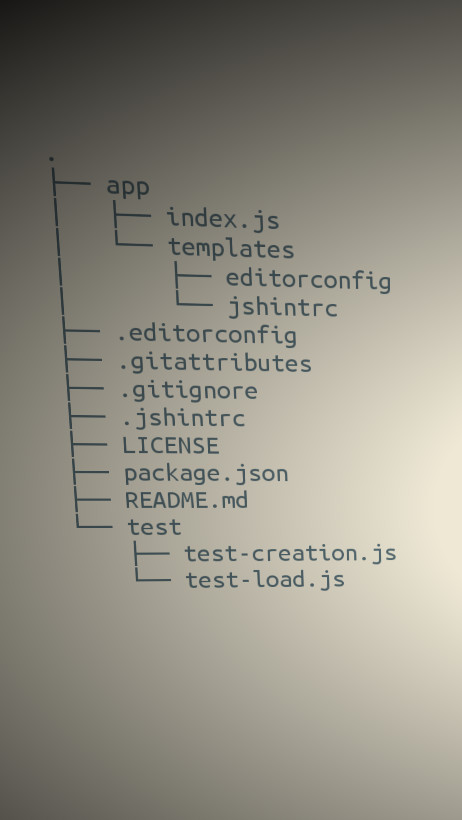 .
├── app
│   ├── index.js
│   └── templates
│       ├── editorconfig
│       └── jshintrc
├── .editorconfig
├── .gitattributes
├── .gitignore
├── .jshintrc
├── LICENSE
├── package.json
├── README.md
└── test
    ├── test-creation.js
    └── test-load.js